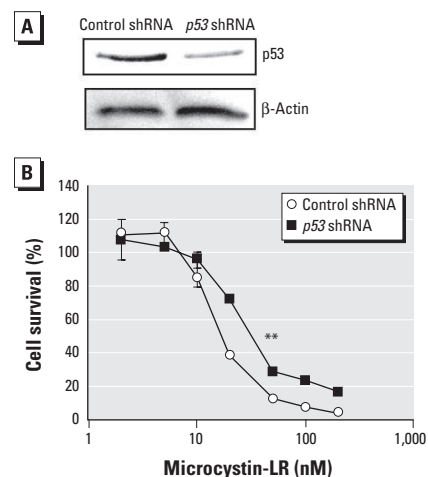 A
Control shRNA p53 shRNA
p53
β-Actin
B
140
120
100
80
60
40
20
0
Cell survival (%)
Control shRNA
p53 shRNA
**
1 10 100 1,000
Microcystin-LR (nM)